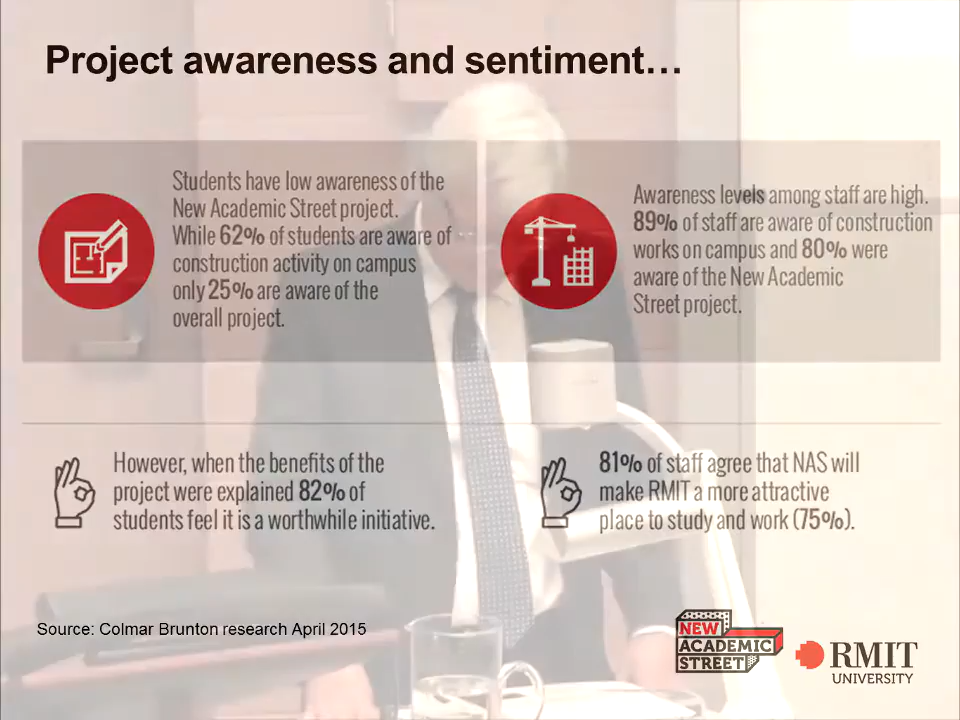 Project awareness and sentiment…
Students have low awareness of the
New Academic Street project.
While 62% of students are aware of
construction activity on campus
only 25% are aware of the
overall project.
Awareness levels among staff are high.
89% of staff are aware of construction
works on campus and 80% were
aware of the New Academic
Street project.
However, when the benefits of the
project were explained 82% of
students feel it is a worthwhile initiative.
81% of staff agree that NAS will
make RMIT a more attractive
place to study and work (75%).
Source: Colmar Brunton research April 2015
NEW
ACADEMIC
STREET
RMIT
UNIVERSITY